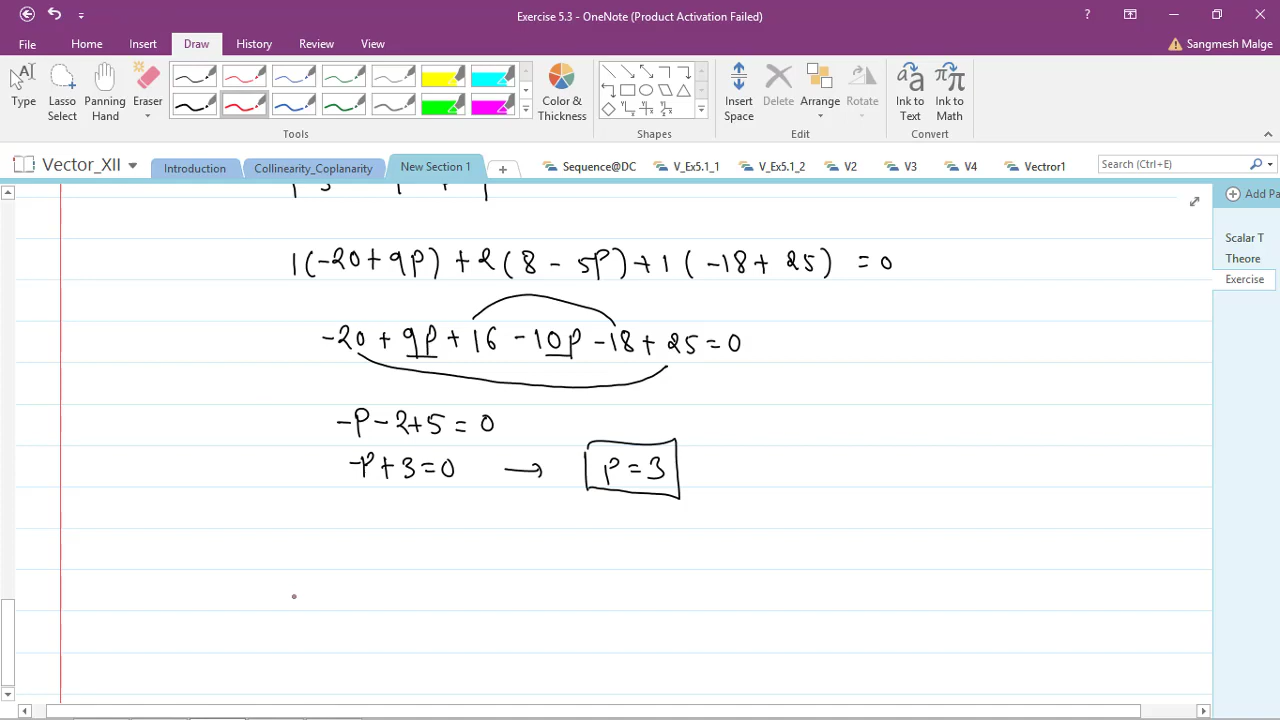 Exercise 5.3 - OneNote (Product Activation Failed)
File Home Insert Draw History Review View
Sangmesh Malge
Type
Lasso Select
Panning Hand
Eraser
Color & Thickness
Insert Space
Delete
Arrange
Rotate
Ink to Text
Ink to Math
Tools
Shapes
Edit
Convert
Vector_XII Introduction Collinearity_Coplanarity New Section 1 Sequence@DC V_Ex5.1_1 V_Ex5.1_2 V2 V3 V4 Vectror1 Search (Ctrl+E)
Add Pa
Scalar T
Theore
Exercise
1(-20+9P) +2(8 - 5P)+1(-18+25) = 0
-20 + 9P + 16 - 10P - 18 + 25 = 0
-P - 2+5 = 0
-P + 3 = 0 → P = 3